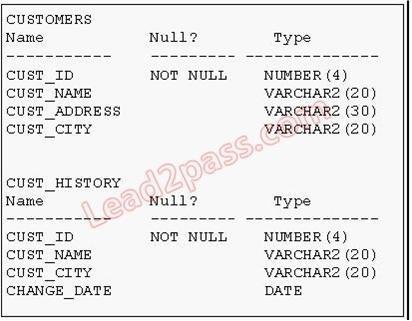 CUSTOMERS
Name Null? Type
----------- --------- --------------
CUST_ID NOT NULL NUMBER(4)
CUST_NAME VARCHAR2(20)
CUST_ADDRESS VARCHAR2(30)
CUST_CITY VARCHAR2(20)
Lead2pass.com
CUST_HISTORY
Name Null? Type
----------- --------- --------------
CUST_ID NOT NULL NUMBER(4)
CUST_NAME VARCHAR2(20)
CUST_CITY VARCHAR2(20)
CHANGE_DATE DATE